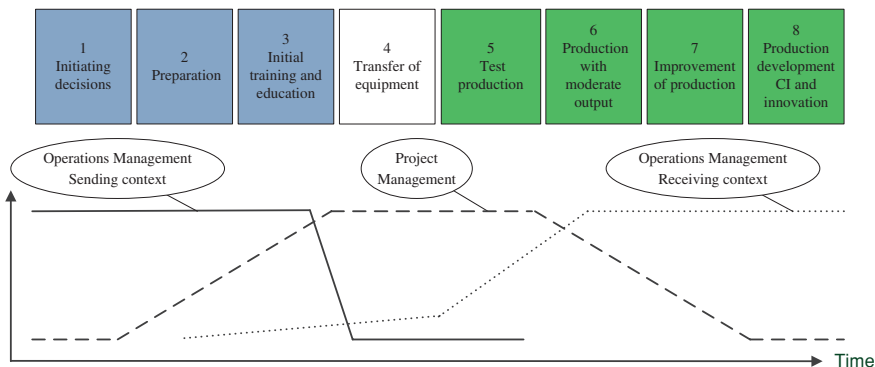 1
Initiating
decisions
2
Preparation
3
Initial
training and
education
4
Transfer of
equipment
5
Test
production
6
Production
with
moderate
output
7
Improvement
of production
8
Production
development
CI and
innovation
Operations Management
Sending context
Project
Management
Operations Management
Receiving context
Time